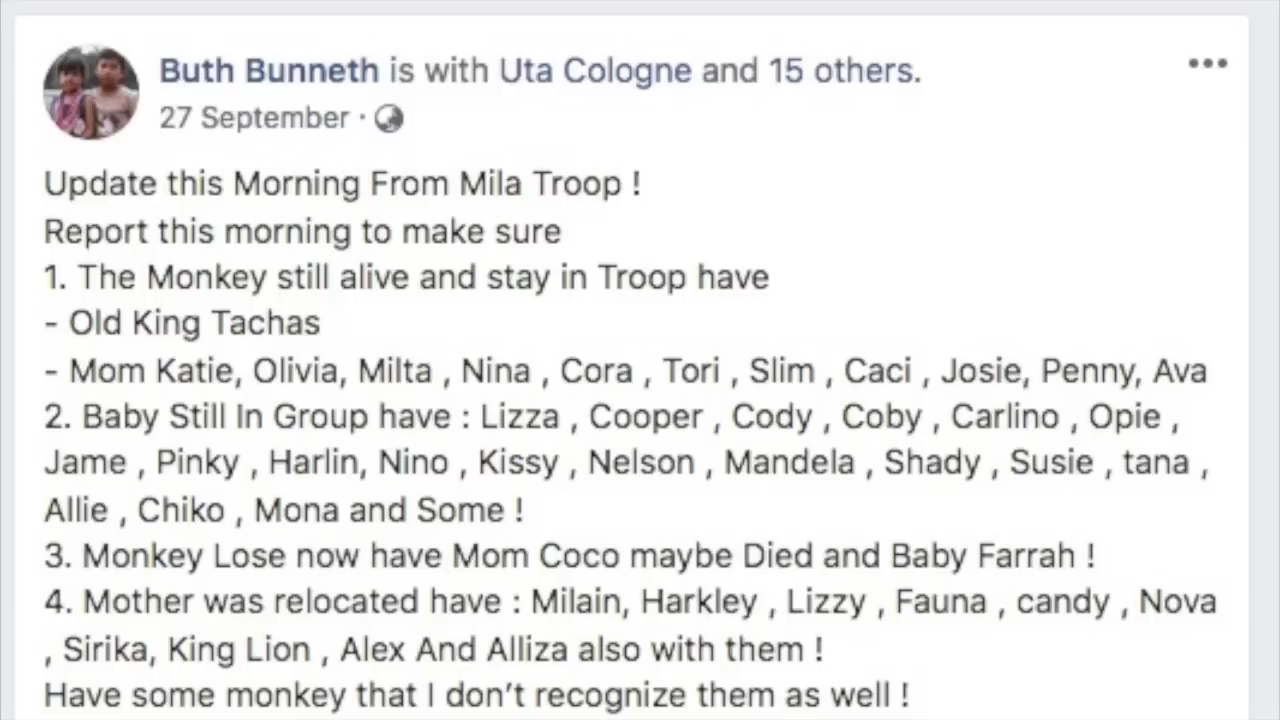 Buth Bunneth is with Uta Cologne and 15 others.
27 September ·
Update this Morning From Mila Troop !
Report this morning to make sure
1. The Monkey still alive and stay in Troop have
- Old King Tachas
- Mom Katie, Olivia, Milta , Nina , Cora , Tori , Slim , Caci , Josie, Penny, Ava
2. Baby Still In Group have : Lizza , Cooper , Cody , Coby , Carlino , Opie ,
Jame , Pinky , Harlin, Nino , Kissy , Nelson , Mandela , Shady , Susie , tana ,
Allie , Chiko , Mona and Some !
3. Monkey Lose now have Mom Coco maybe Died and Baby Farrah !
4. Mother was relocated have : Milain, Harkley , Lizzy , Fauna , candy , Nova
, Sirika, King Lion , Alex And Alliza also with them !
Have some monkey that I don’t recognize them as well !